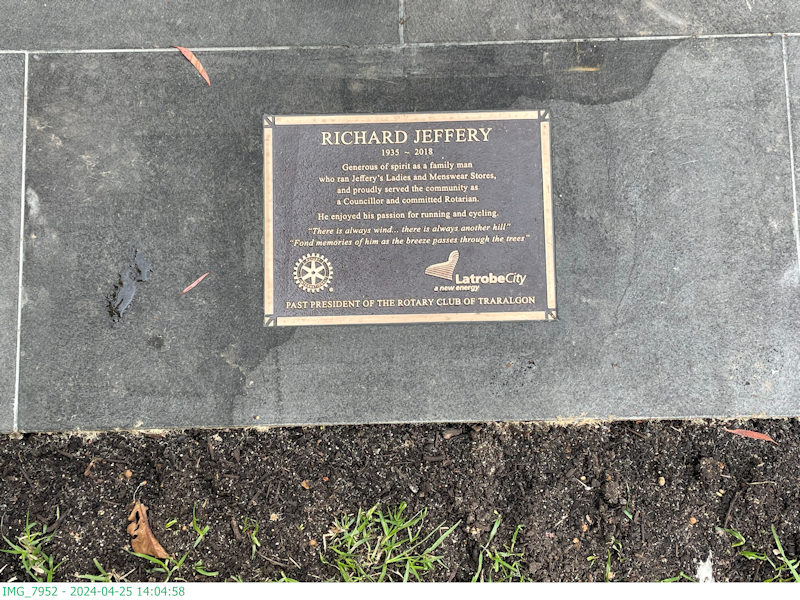 RICHARD JEFFERY
1935 ~ 2018
Generous of spirit as a family man
who ran Jeffery's Ladies and Menswear Stores,
and proudly served the community as
a Councillor and committed Rotarian.
He enjoyed his passion for running and cycling.
"There is always wind... there is always another hill"
"Fond memories of him as the breeze passes through the trees"
LatrobeCity
a new energy
PAST PRESIDENT OF THE ROTARY CLUB OF TRARALGON
IMG_7952 - 2024-04-25 14:04:58